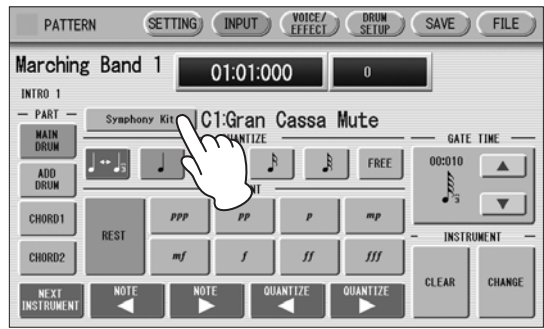 PATTERN SETTING INPUT VOICE/ EFFECT DRUM SETUP SAVE FILE
Marching Band 1 01:01:000 0
INTRO 1
PART
Symphony Kit C1:Gran Cassa Mute
MAIN DRUM
QUANTIZE
GATE TIME
FREE
00:010
3
3
ADD DRUM
CHORD1
REST
ppp pp p mp
INSTRUMENT
CHORD2
mf f ff fff
CLEAR CHANGE
NEXT INSTRUMENT
NOTE NOTE QUANTIZE QUANTIZE